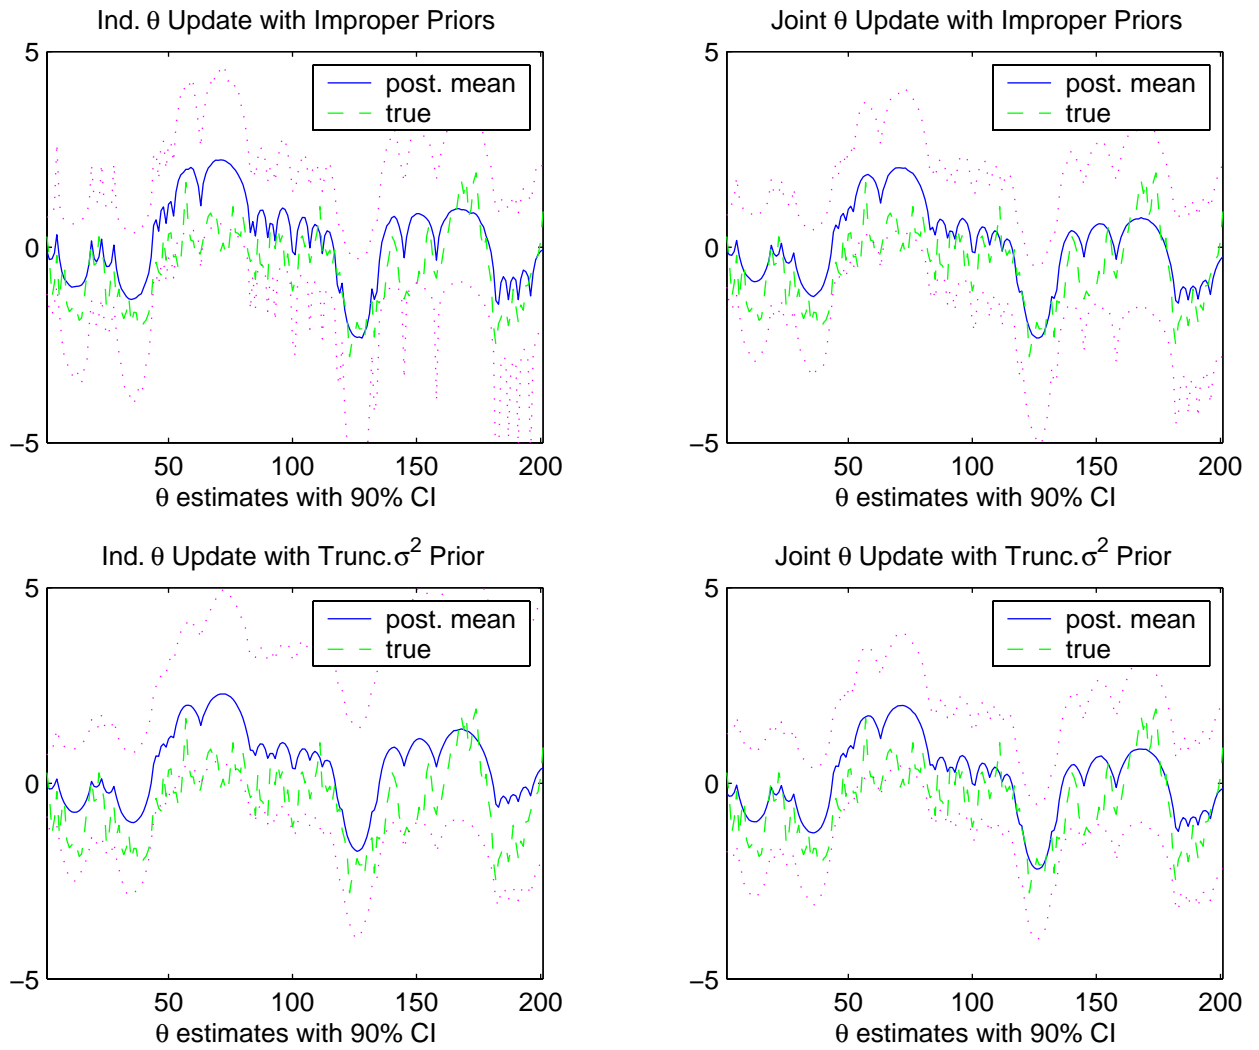 Ind. θ Update with Improper Priors
5
0
−5
post. mean
true
50 100 150 200
θ estimates with 90% CI
Joint θ Update with Improper Priors
5
0
−5
post. mean
true
50 100 150 200
θ estimates with 90% CI
Ind. θ Update with Trunc.σ² Prior
5
0
−5
post. mean
true
50 100 150 200
θ estimates with 90% CI
Joint θ Update with Trunc.σ² Prior
5
0
−5
post. mean
true
50 100 150 200
θ estimates with 90% CI